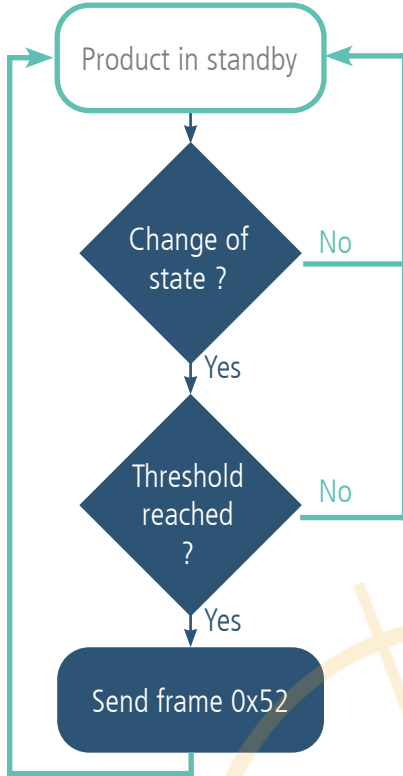 Product in standby
Change of
state ?
No
Yes
Threshold
reached
?
No
Yes
Send frame 0x52